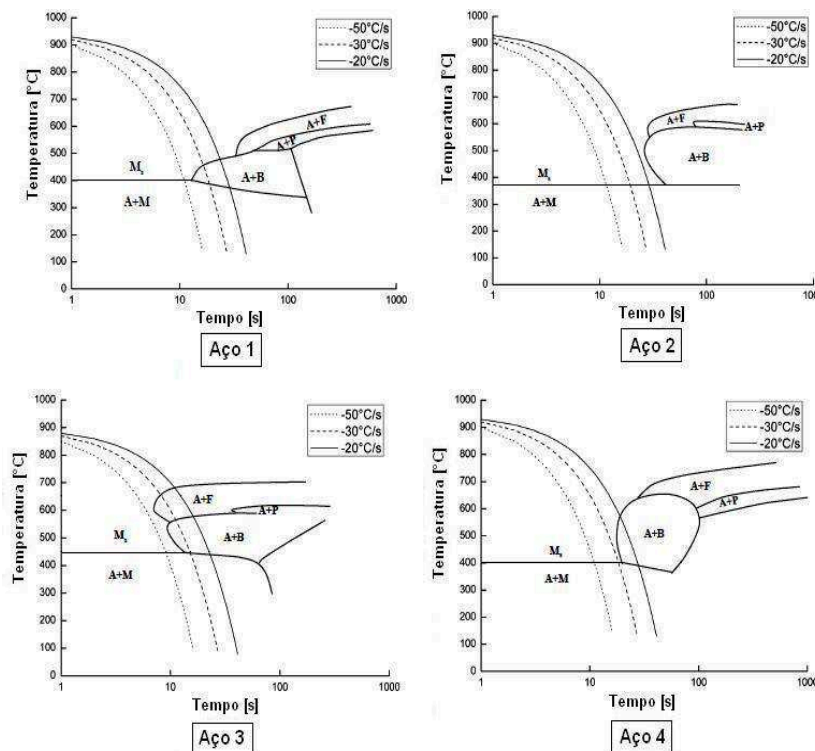 Temperatura [°C]
1000
900
800
700
600
500
400
300
200
100
0
-50°C/s
-30°C/s
-20°C/s
A+F
A+P
A+B
Ms
A+M
1
10
100
1000
Tempo [s]
Aço 1
Temperatura [°C]
1000
900
800
700
600
500
400
300
200
100
0
-50°C/s
-30°C/s
-20°C/s
A+F
A+P
A+B
Ms
A+M
1
10
100
1000
Tempo [s]
Aço 2
Temperatura [°C]
1000
900
800
700
600
500
400
300
200
100
0
-50°C/s
-30°C/s
-20°C/s
A+F
A+P
A+B
Ms
A+M
1
10
100
1000
Tempo [s]
Aço 3
Temperatura [°C]
1000
900
800
700
600
500
400
300
200
100
0
-50°C/s
-30°C/s
-20°C/s
A+F
A+P
A+B
Ms
A+M
1
10
100
1000
Tempo [s]
Aço 4